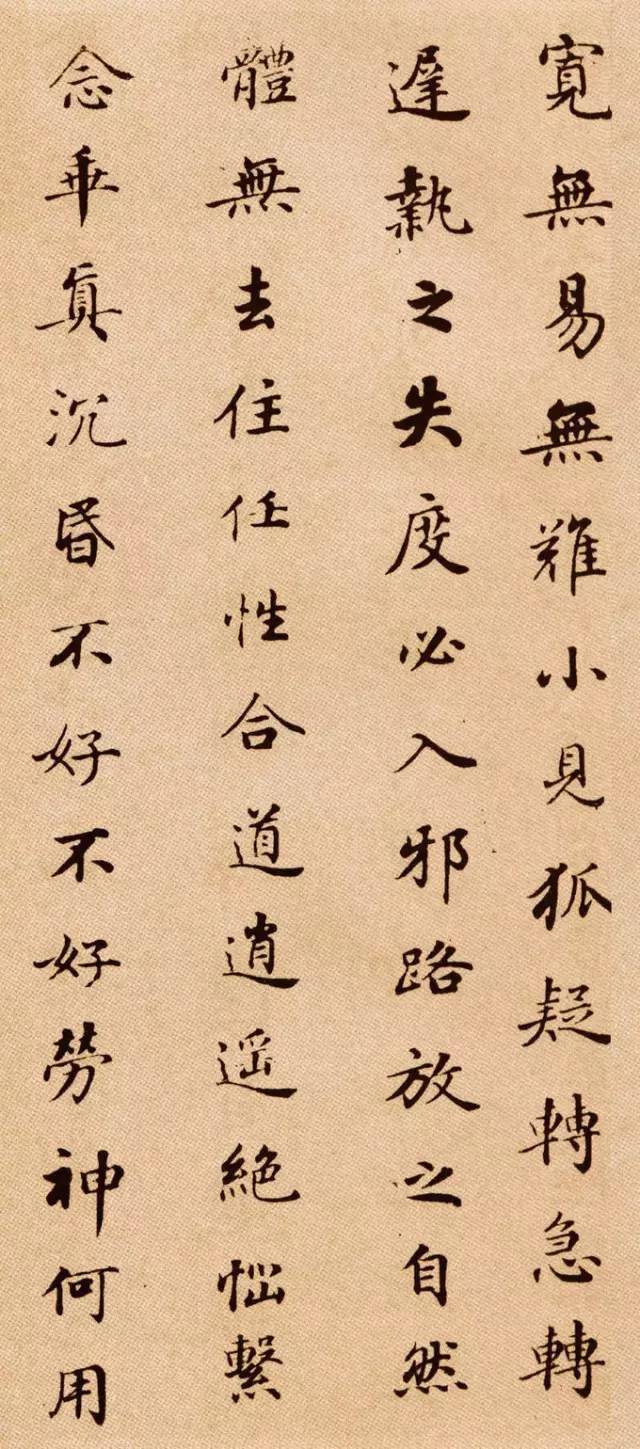 寬無易無難小見狐疑轉急轉
遲執之失度必入邪路放之自然
體無去住任性合道逍遥絶惱繫
念乖真沉昏不好不好勞神何用